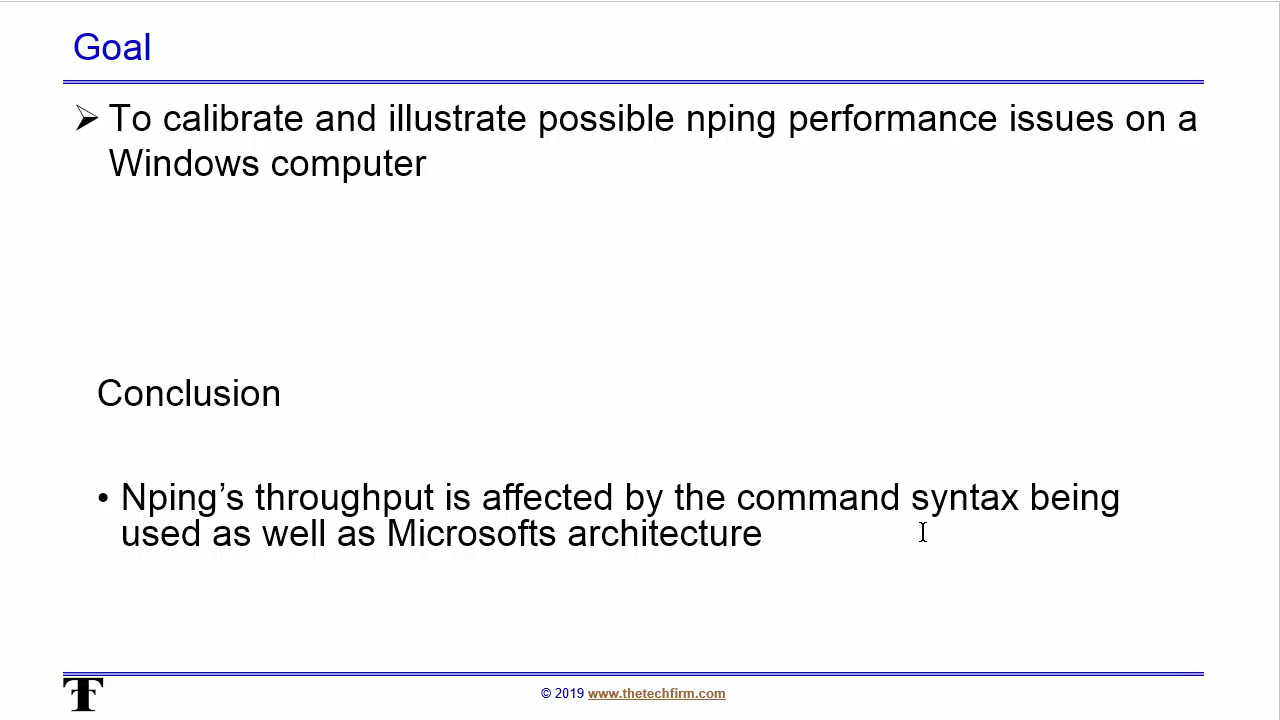 Goal
➢ To calibrate and illustrate possible nping performance issues on a
Windows computer
Conclusion
• Nping’s throughput is affected by the command syntax being
used as well as Microsofts architecture
© 2019 www.thetechfirm.com